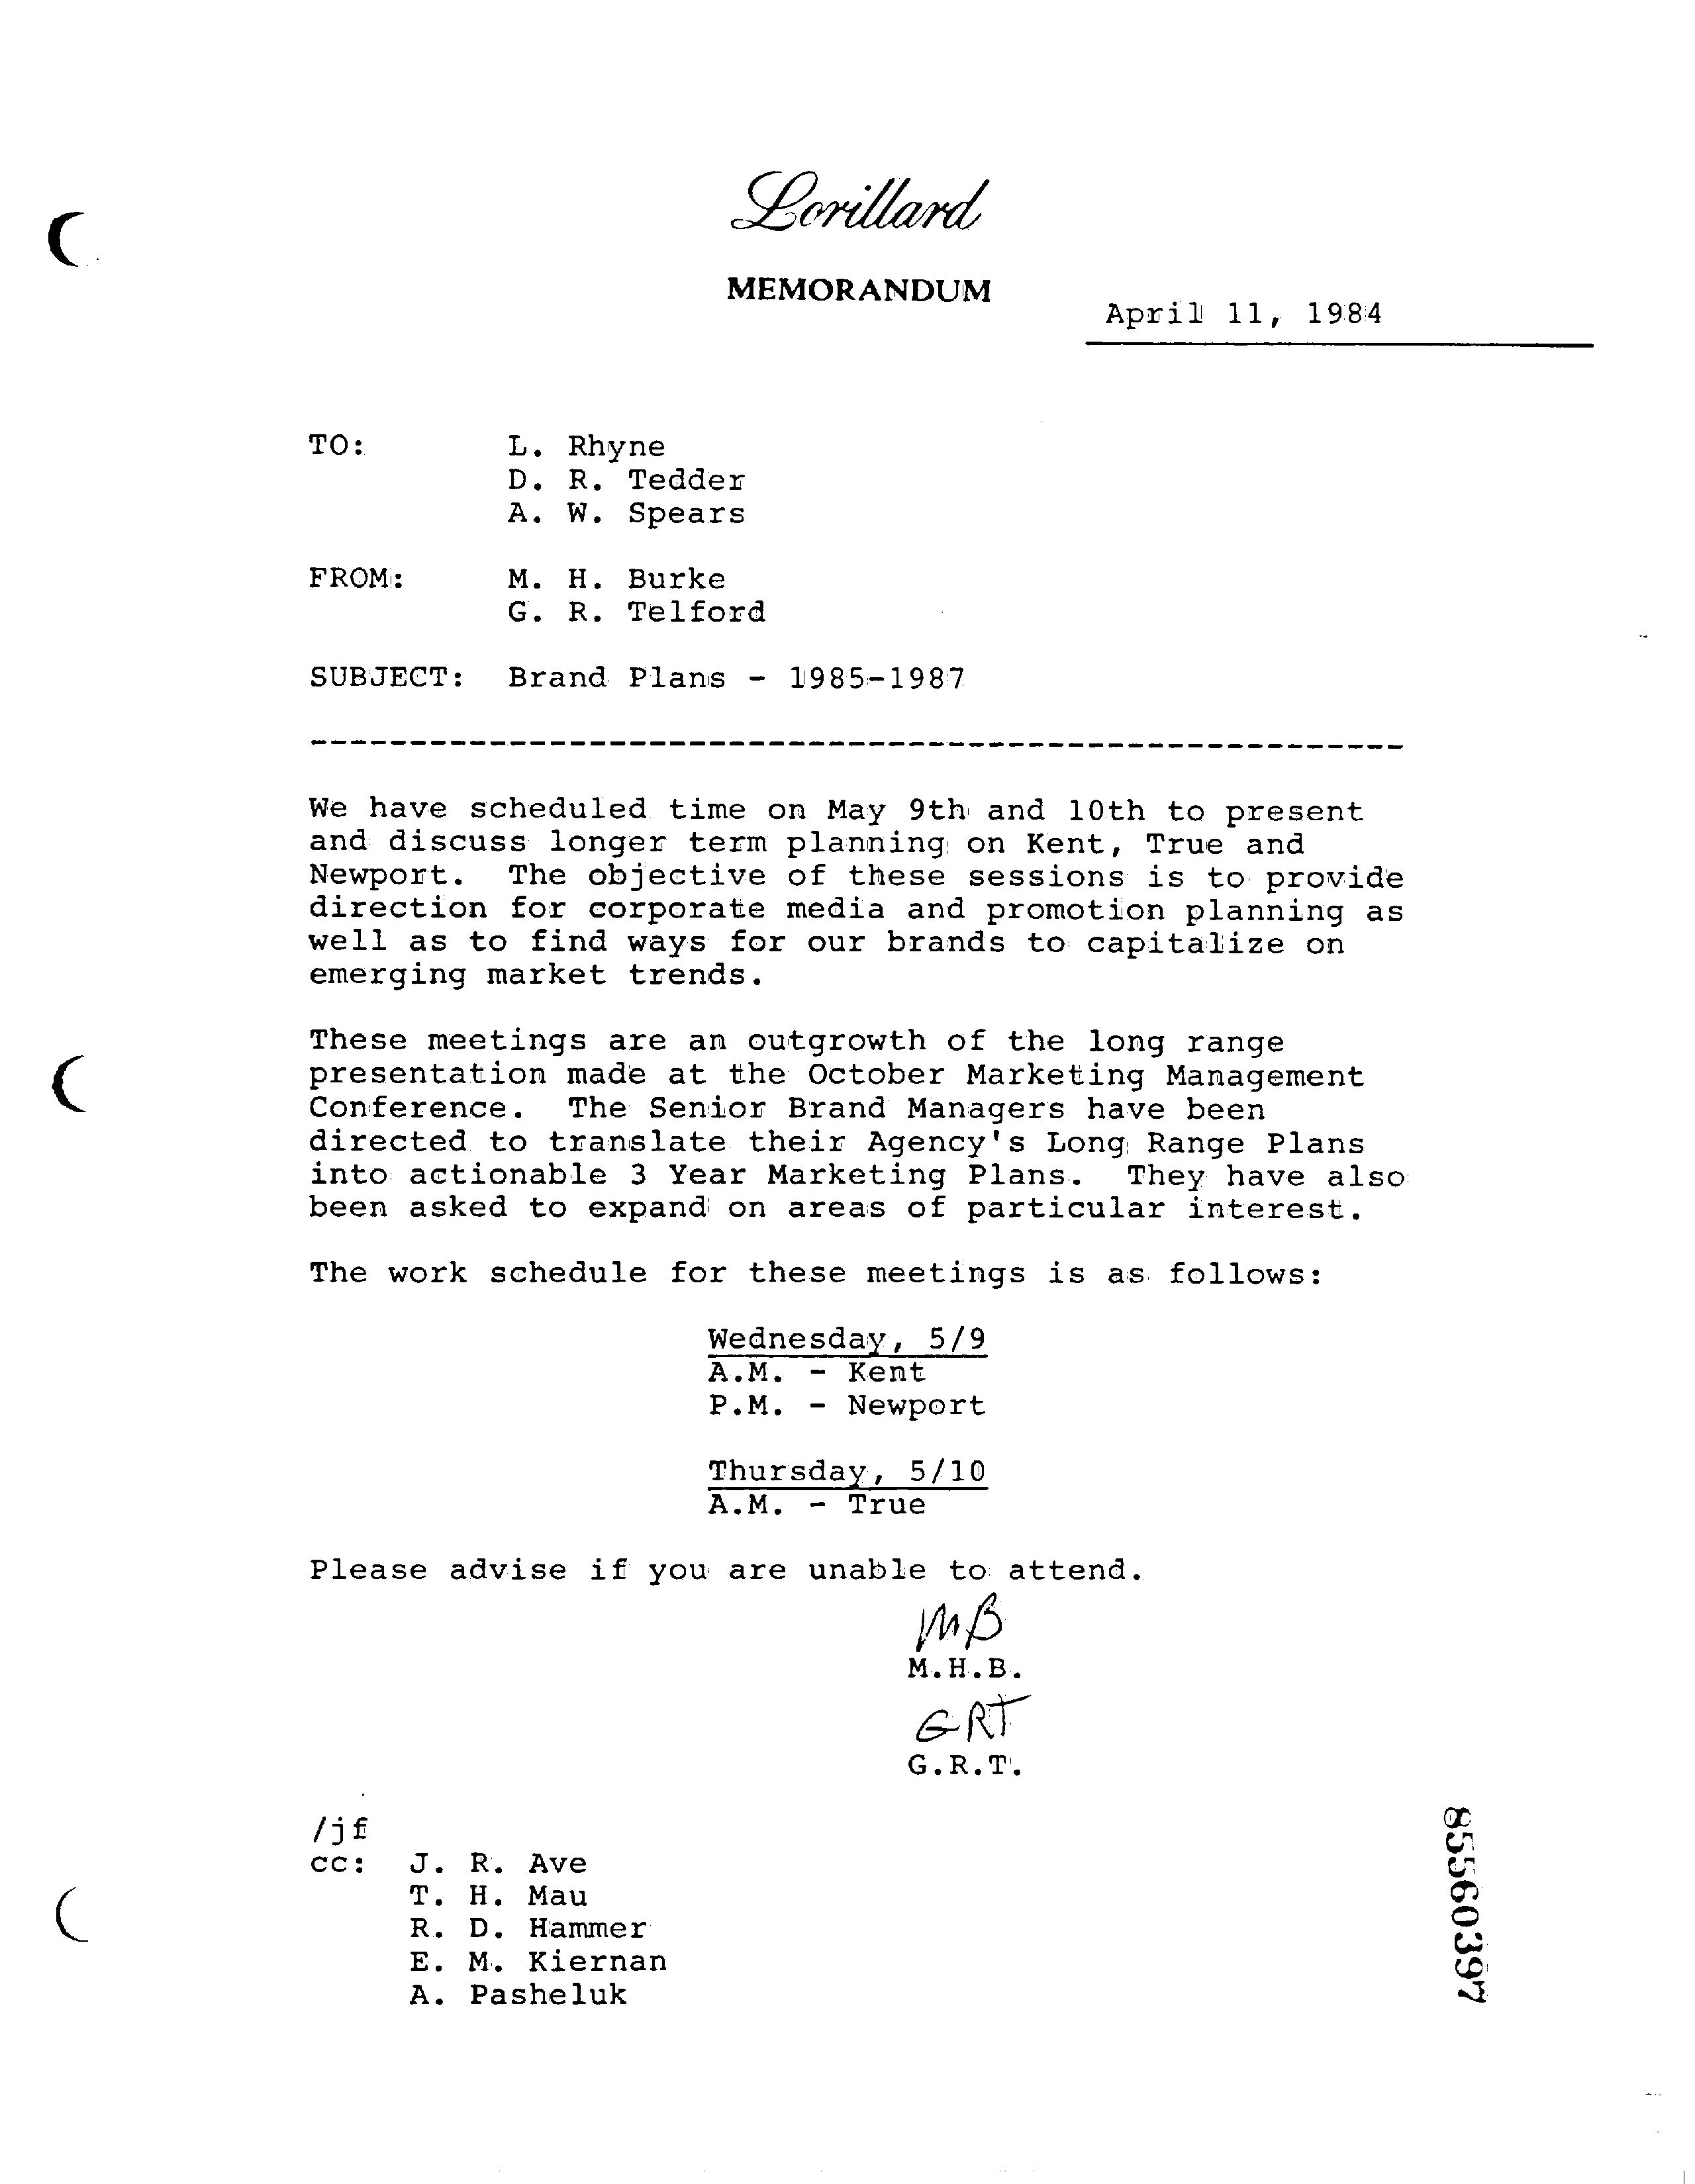 Lorillard
MEMORANDUM
April 11, 1984
TO: L. Rhyne
D. R. Tedder
A. W. Spears
FROM: M. H. Burke
G. R. Telford
SUBJECT: Brand Plans - 1985-1987
-------------------------------------------------------
We have scheduled time on May 9th and 10th to present
and discuss longer term planning on Kent, True and
Newport. The objective of these sessions is to provide
direction for corporate media and promotion planning as
well as to find ways for our brands to capitalize on
emerging market trends.
These meetings are an outgrowth of the long range
presentation made at the October Marketing Management
Conference. The Senior Brand Managers have been
directed to translate their Agency's Long Range Plans
into actionable 3 Year Marketing Plans. They have also
been asked to expand on areas of particular interest.
The work schedule for these meetings is as follows:
Wednesday, 5/9
A.M. - Kent
P.M. - Newport
Thursday, 5/10
A.M. - True
Please advise if you are unable to attend.
MB
M.H.B.
GRT
G.R.T.
/jf
cc: J. R. Ave
T. H. Mau
R. D. Hammer
E. M. Kiernan
A. Pasheluk
85560397